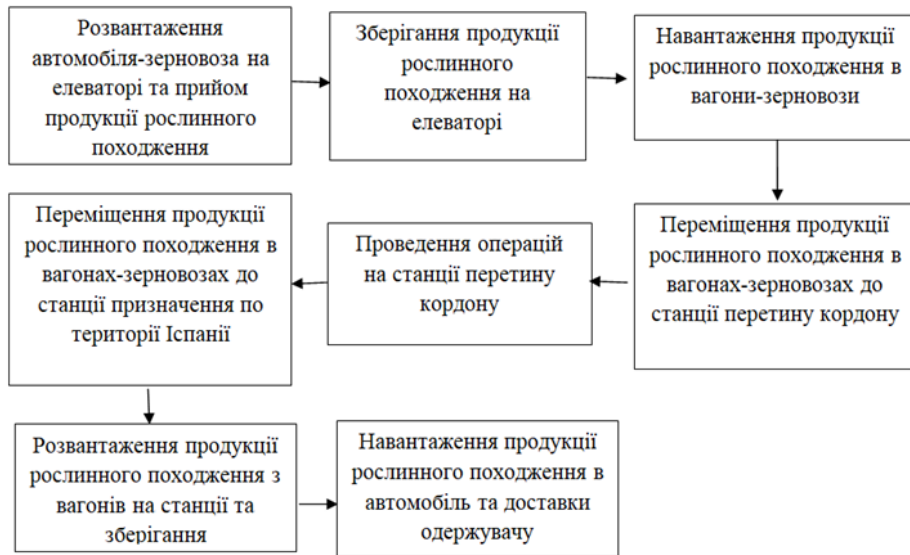 Розвантаження
автомобіля-зерновоза на
елеваторі та прийом
продукції рослинного
походження
Зберігання продукції
рослинного
походження на
елеваторі
Навантаження продукції
рослинного походження в
вагони-зерновози
Переміщення продукції
рослинного походження в
вагонах-зерновозах до
станції перетину кордону
Проведення операцій
на станції перетину
кордону
Переміщення продукції
рослинного походження в
вагонах-зерновозах до
станції призначення по
території Іспанії
Розвантаження продукції
рослинного походження з
вагонів на станції та
зберігання
Навантаження продукції
рослинного походження в
автомобіль та доставки
одержувачу